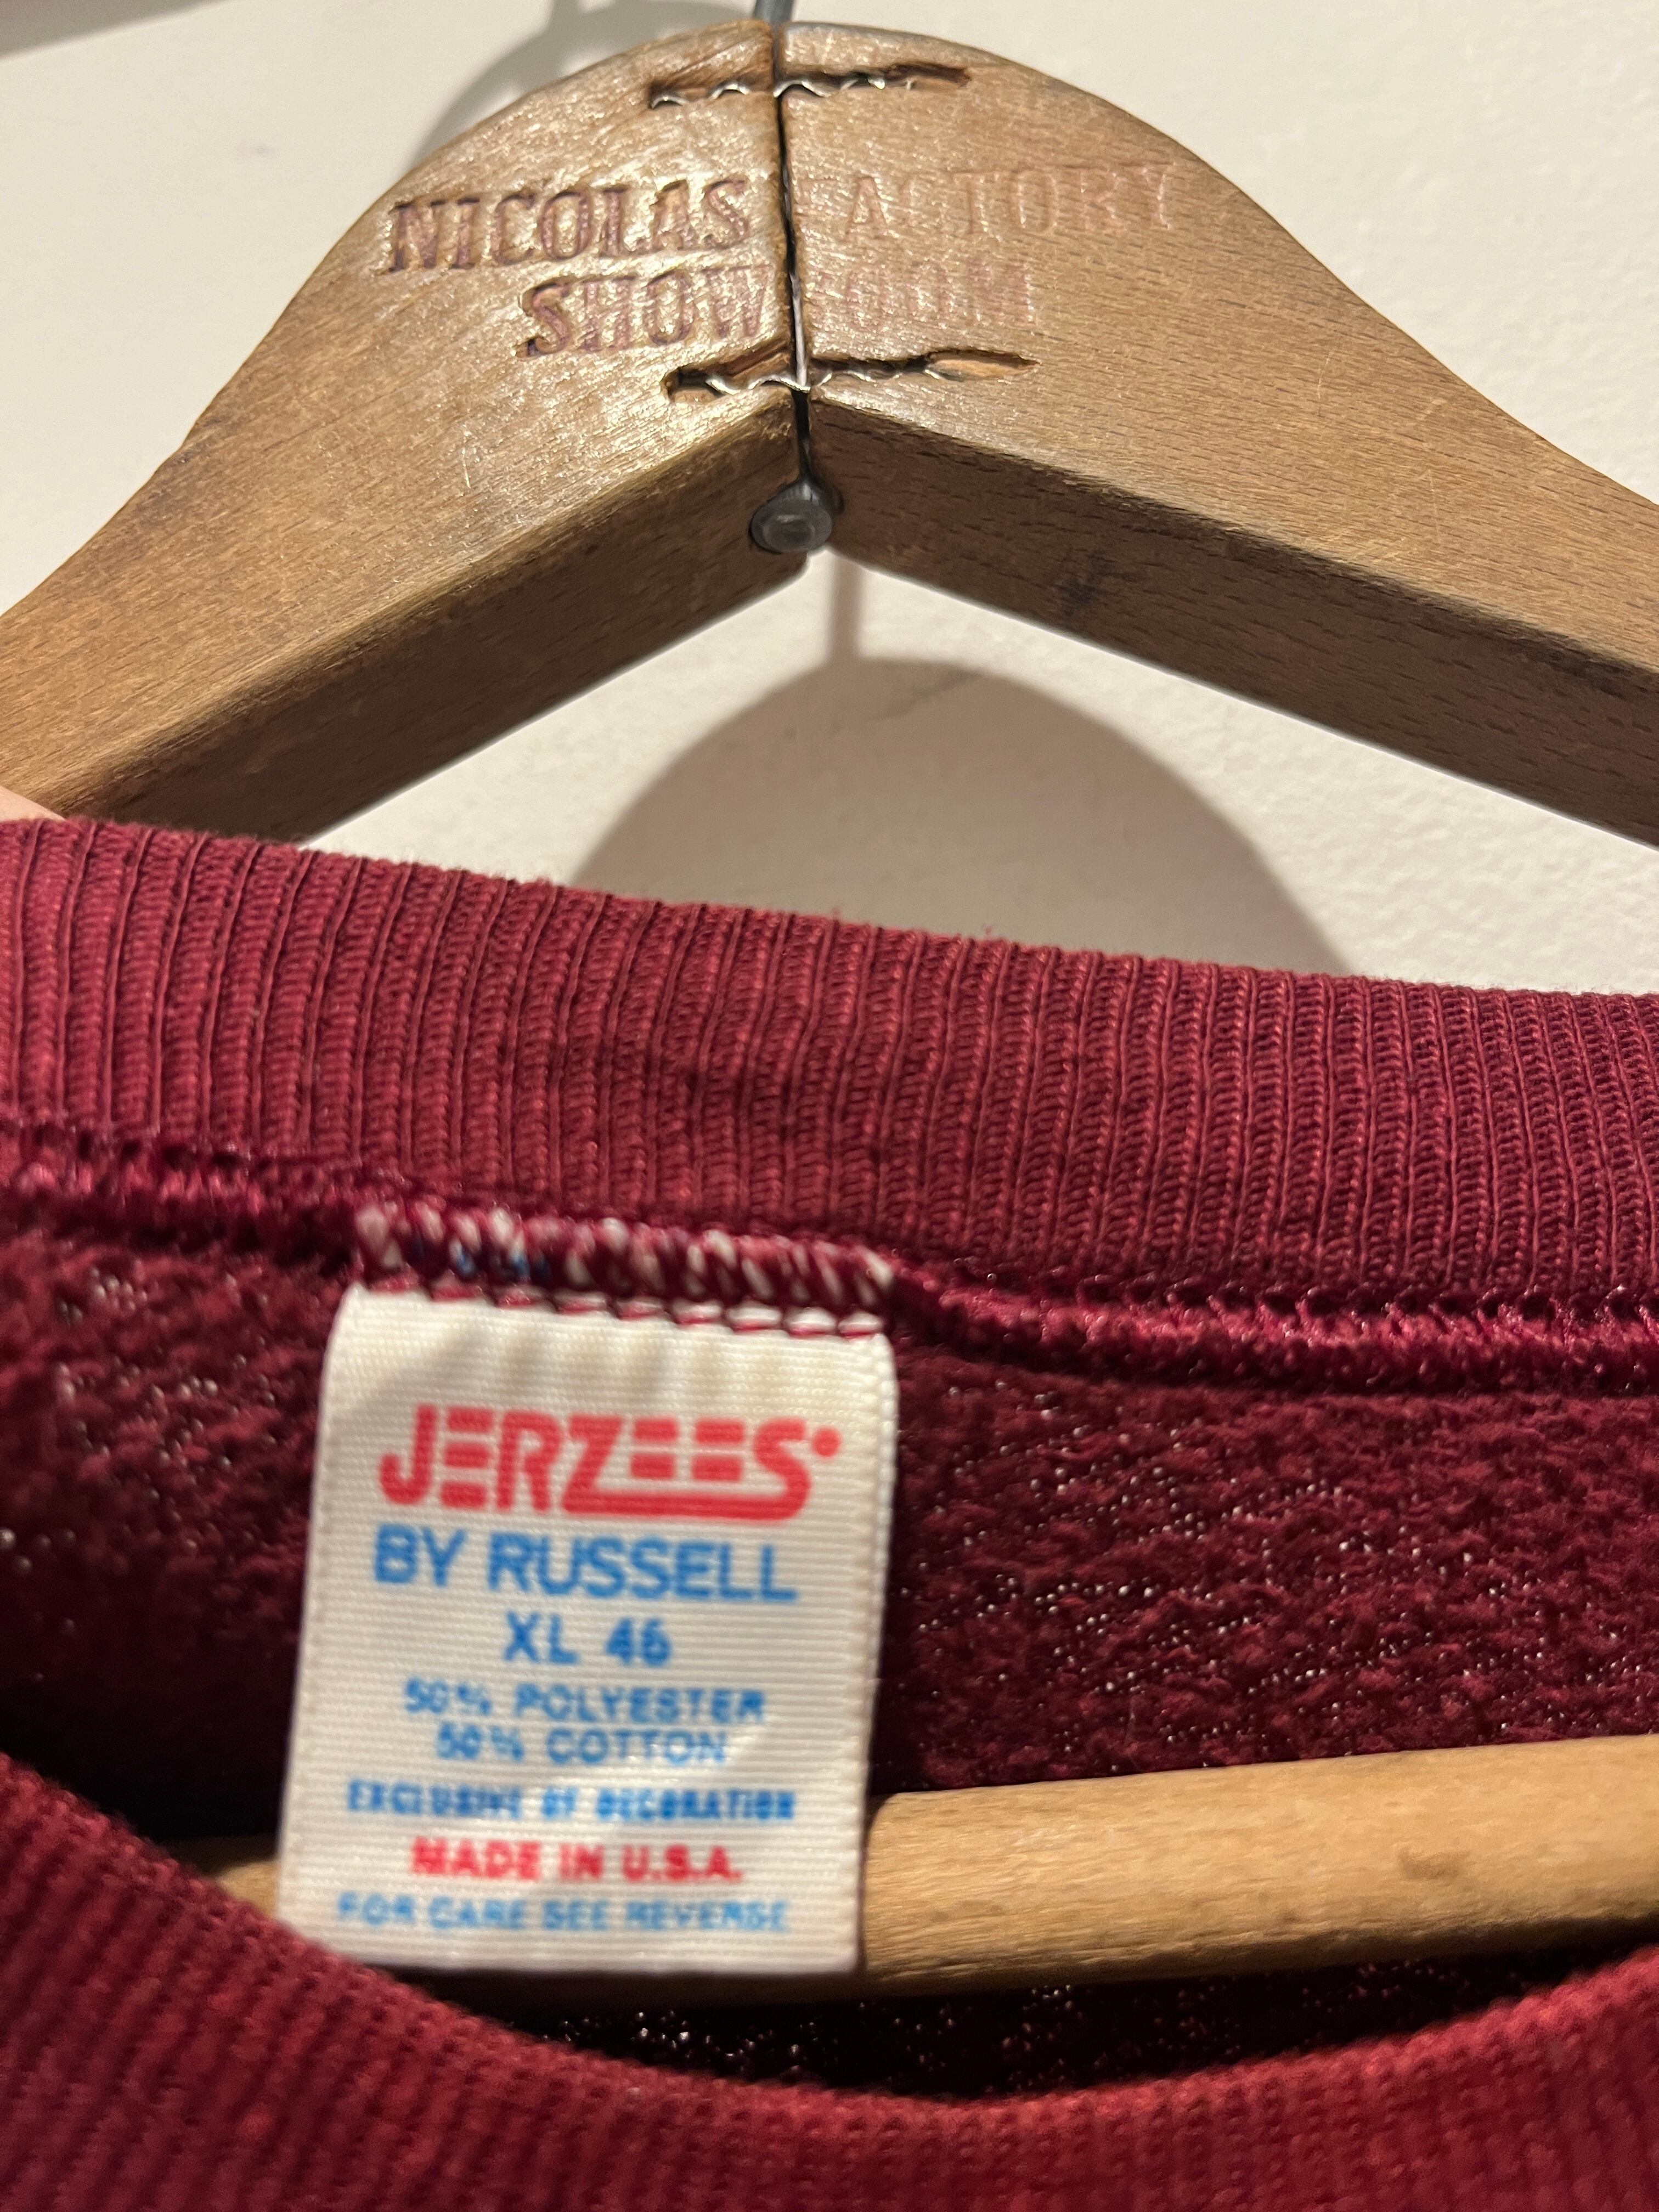 NICOLAS FACTORY
SHOWROOM
JERZEES
BY RUSSELL
XL 46
50% POLYESTER
50% COTTON
EXCLUSIVE OF DECORATION
MADE IN U.S.A.
FOR CARE SEE REVERSE